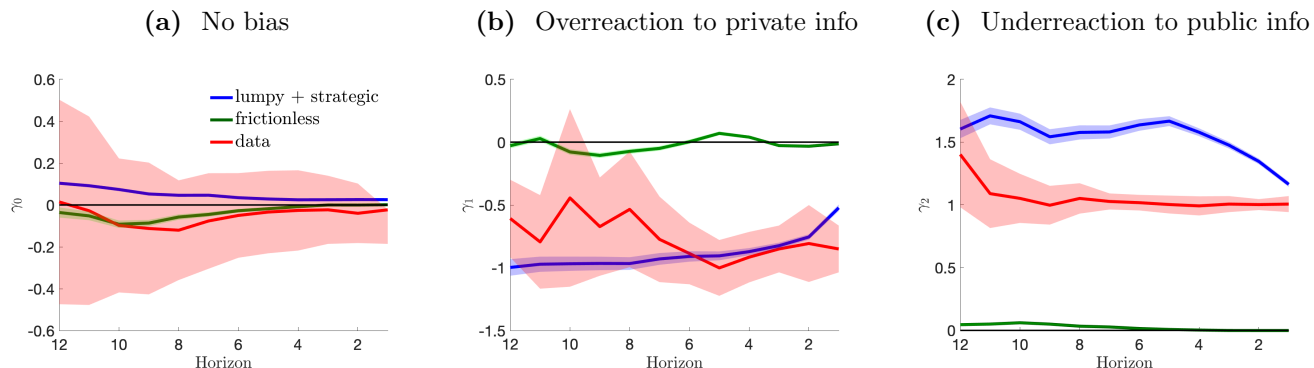 (a) No bias
0.6
0.4
0.2
0
-0.2
-0.4
-0.6
γ0
12 10 8 6 4 2
Horizon
lumpy + strategic
frictionless
data
(b) Overreaction to private info
0.5
0
-0.5
-1
-1.5
γ1
12 10 8 6 4 2
Horizon
(c) Underreaction to public info
2
1.5
1
0.5
0
γ2
12 10 8 6 4 2
Horizon